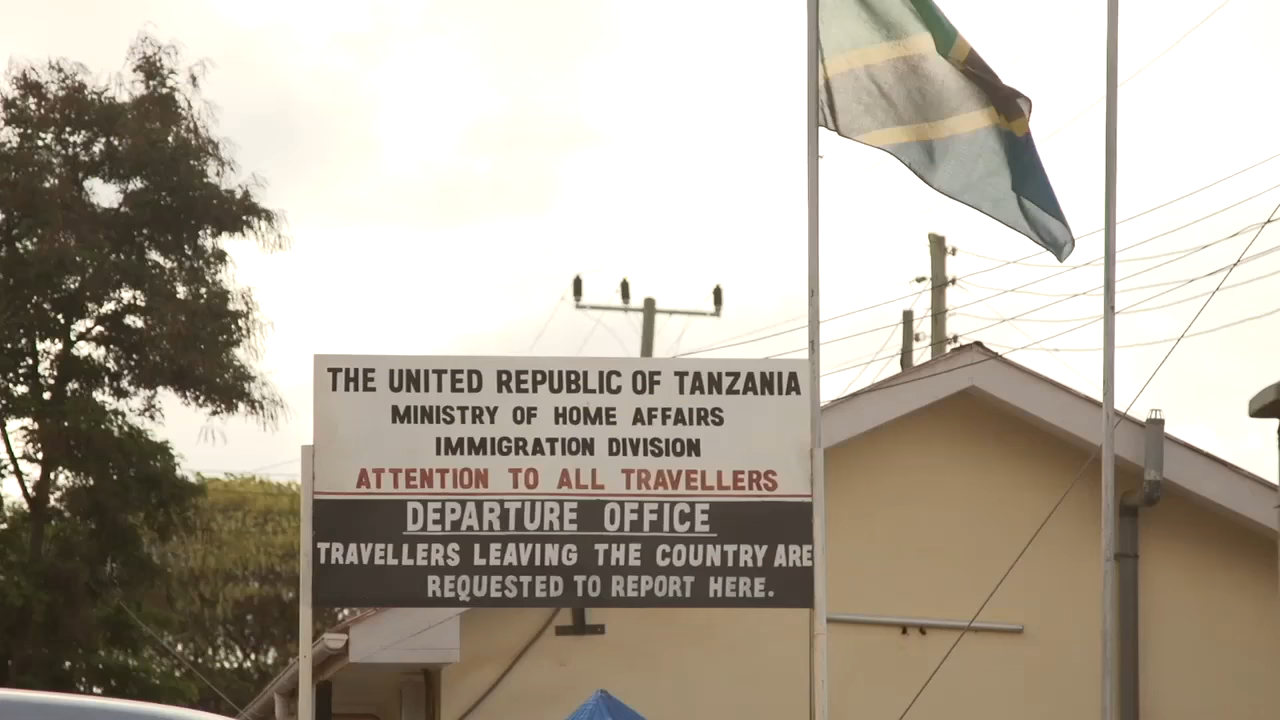 THE UNITED REPUBLIC OF TANZANIA
MINISTRY OF HOME AFFAIRS
IMMIGRATION DIVISION
ATTENTION TO ALL TRAVELLERS
DEPARTURE OFFICE
TRAVELLERS LEAVING THE COUNTRY ARE
REQUESTED TO REPORT HERE.